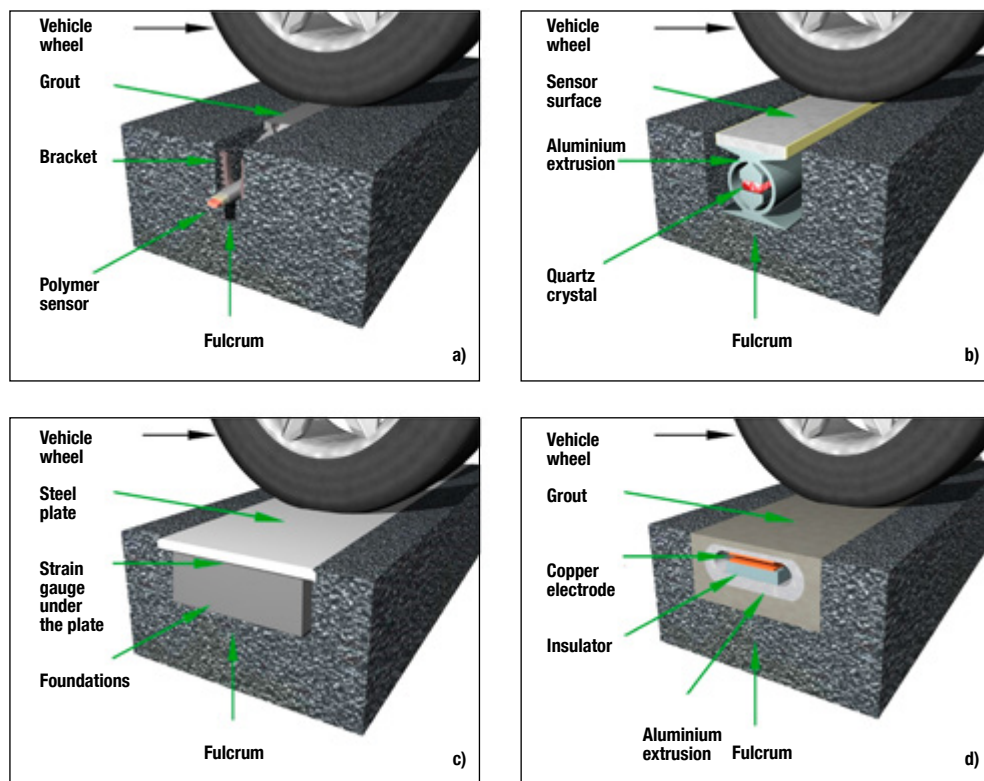 Vehicle
wheel
Grout
Bracket
Polymer
sensor
Fulcrum
a)
Vehicle
wheel
Sensor
surface
Aluminium
extrusion
Quartz
crystal
Fulcrum
b)
Vehicle
wheel
Steel
plate
Strain
gauge
under
the plate
Foundations
Fulcrum
c)
Vehicle
wheel
Grout
Copper
electrode
Insulator
Aluminium
extrusion
Fulcrum
d)